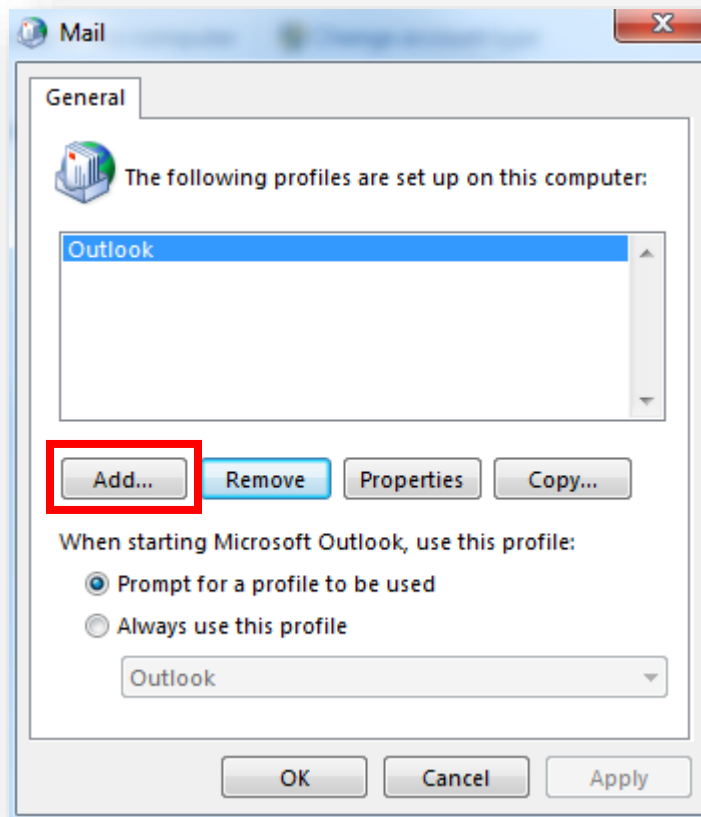 Mail
General
The following profiles are set up on this computer:
Outlook
Add... Remove Properties Copy...
When starting Microsoft Outlook, use this profile:
Prompt for a profile to be used
Always use this profile
Outlook
OK Cancel Apply